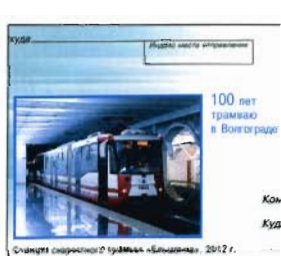 куда
Индекс места отправления
100 лет
трамваю
в Волгограде
Ком
Куд
Станция скоростного трамвая «Ельшанка». 2012 г.